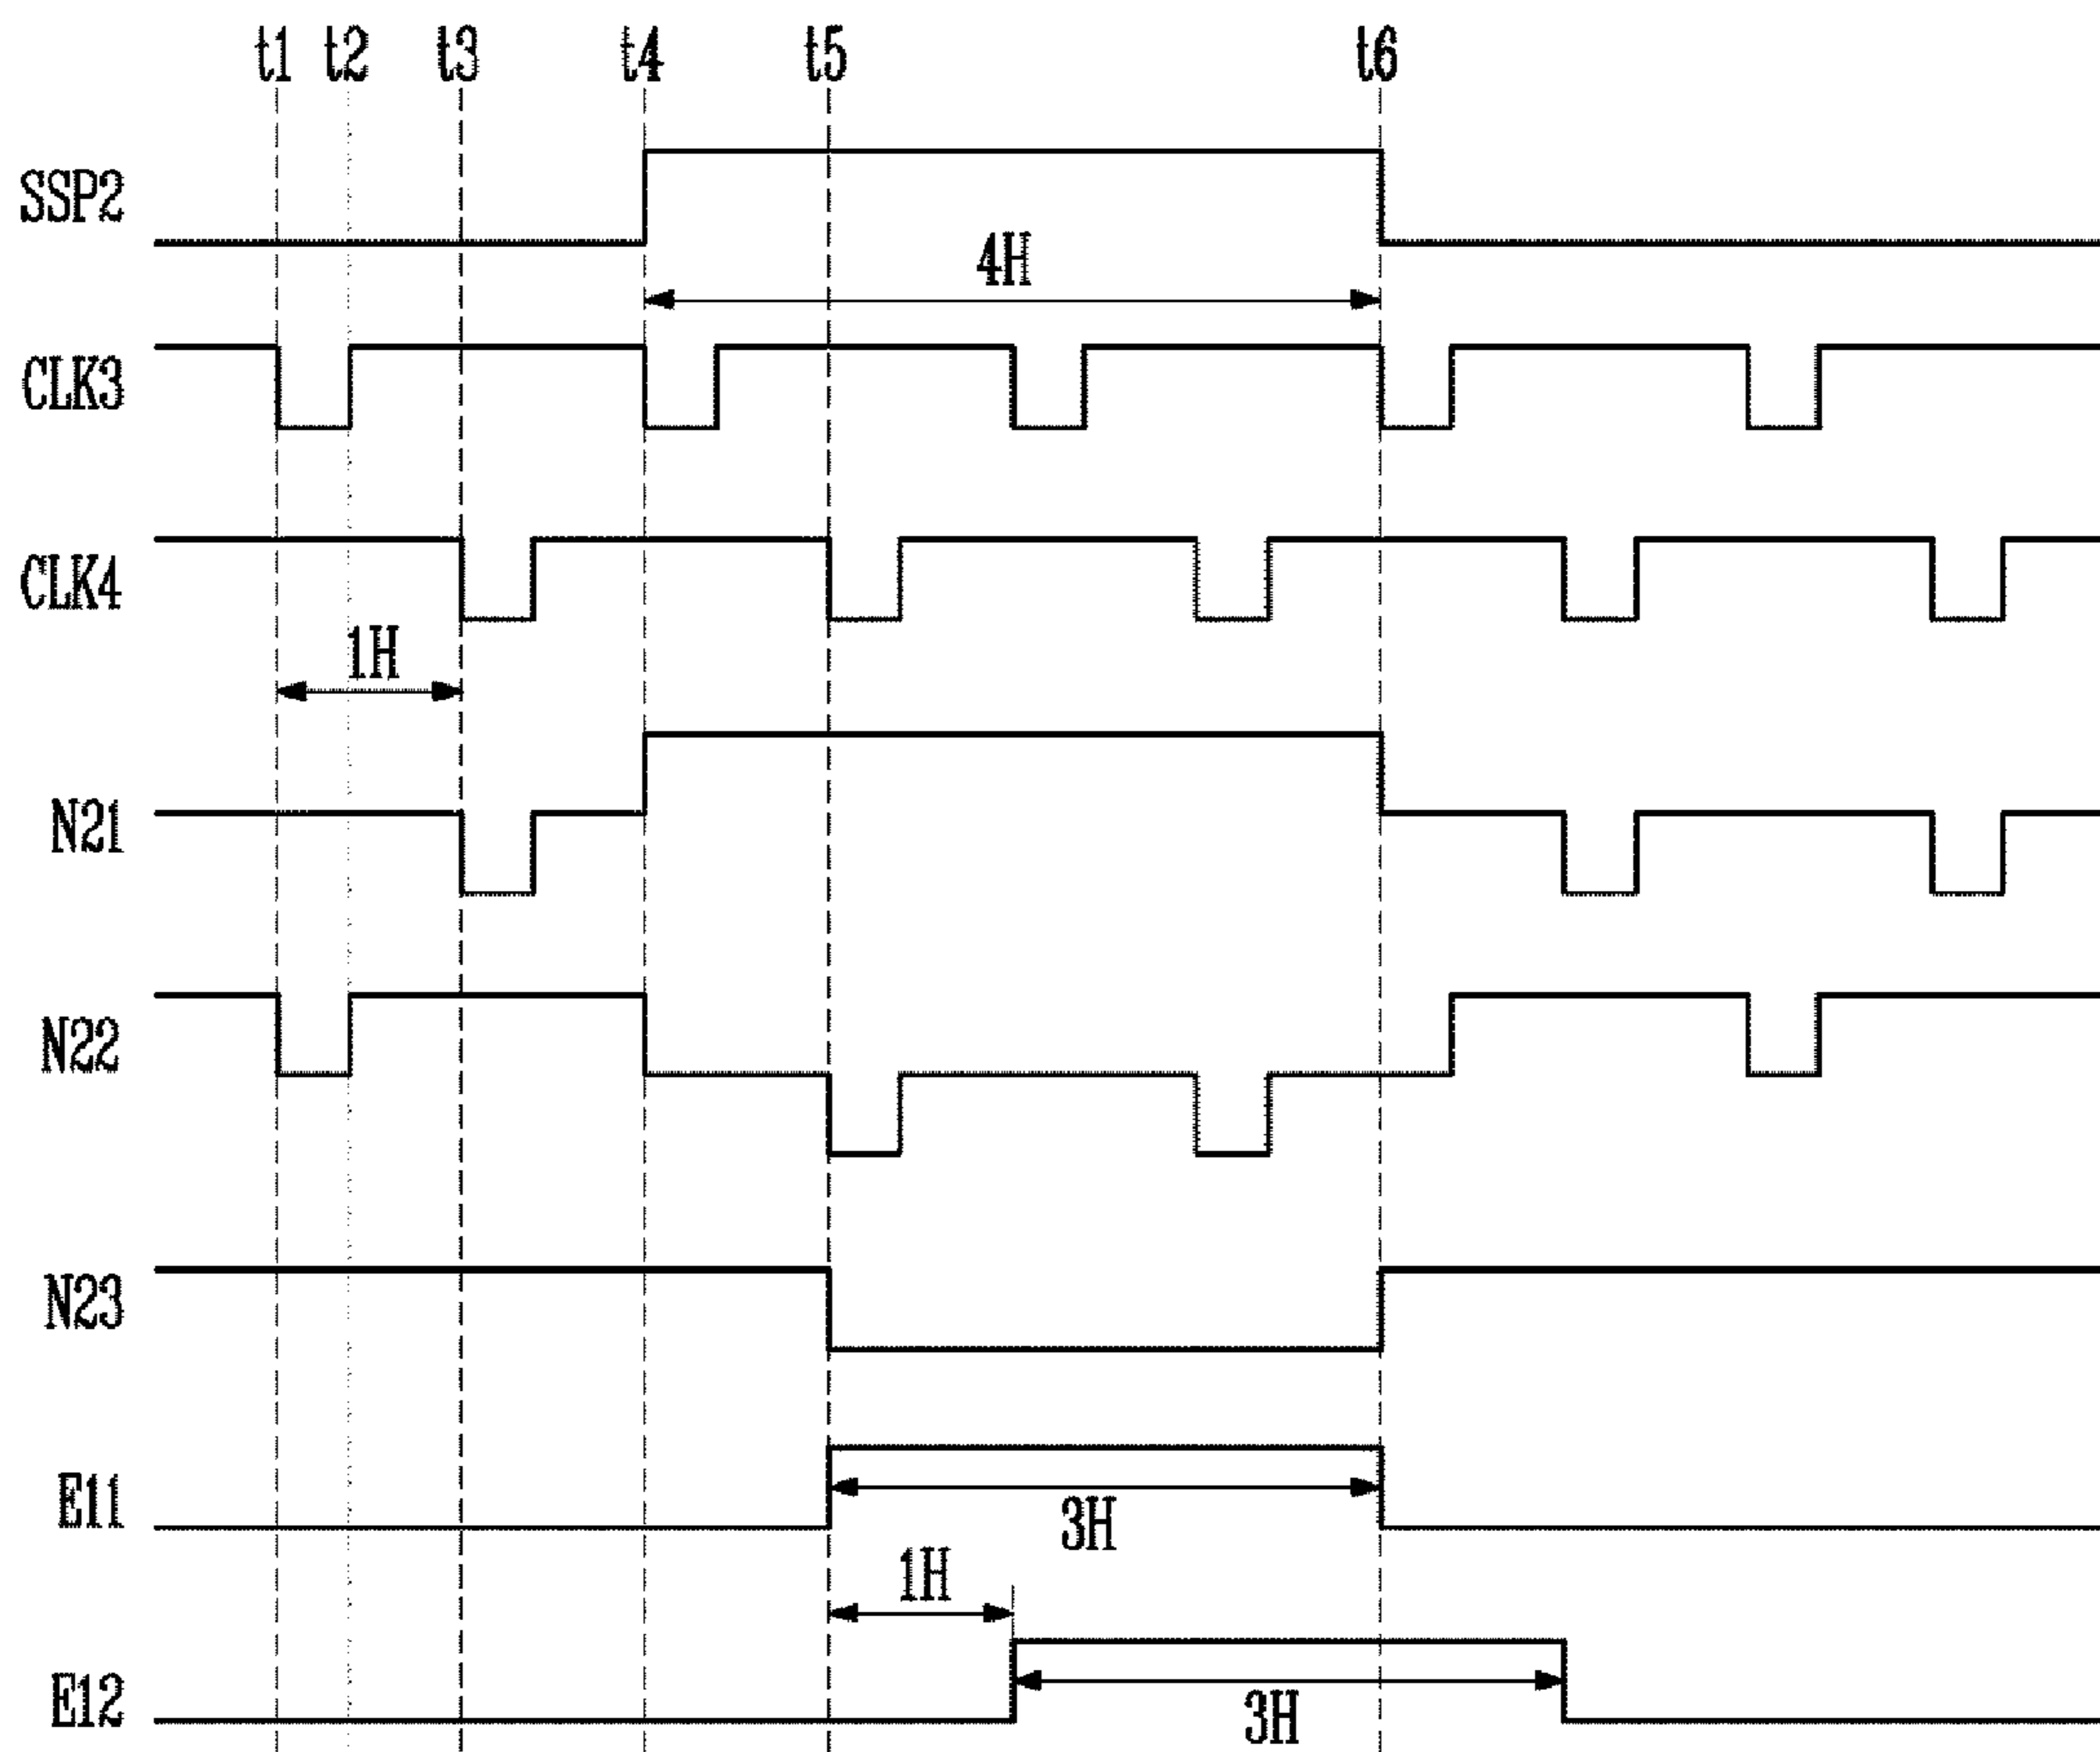 t1 t2 t3 t4 t5 t6
SSP2
4H
CLK3
CLK4
1H
N21
N22
N23
E11
3H
1H
E12
3H